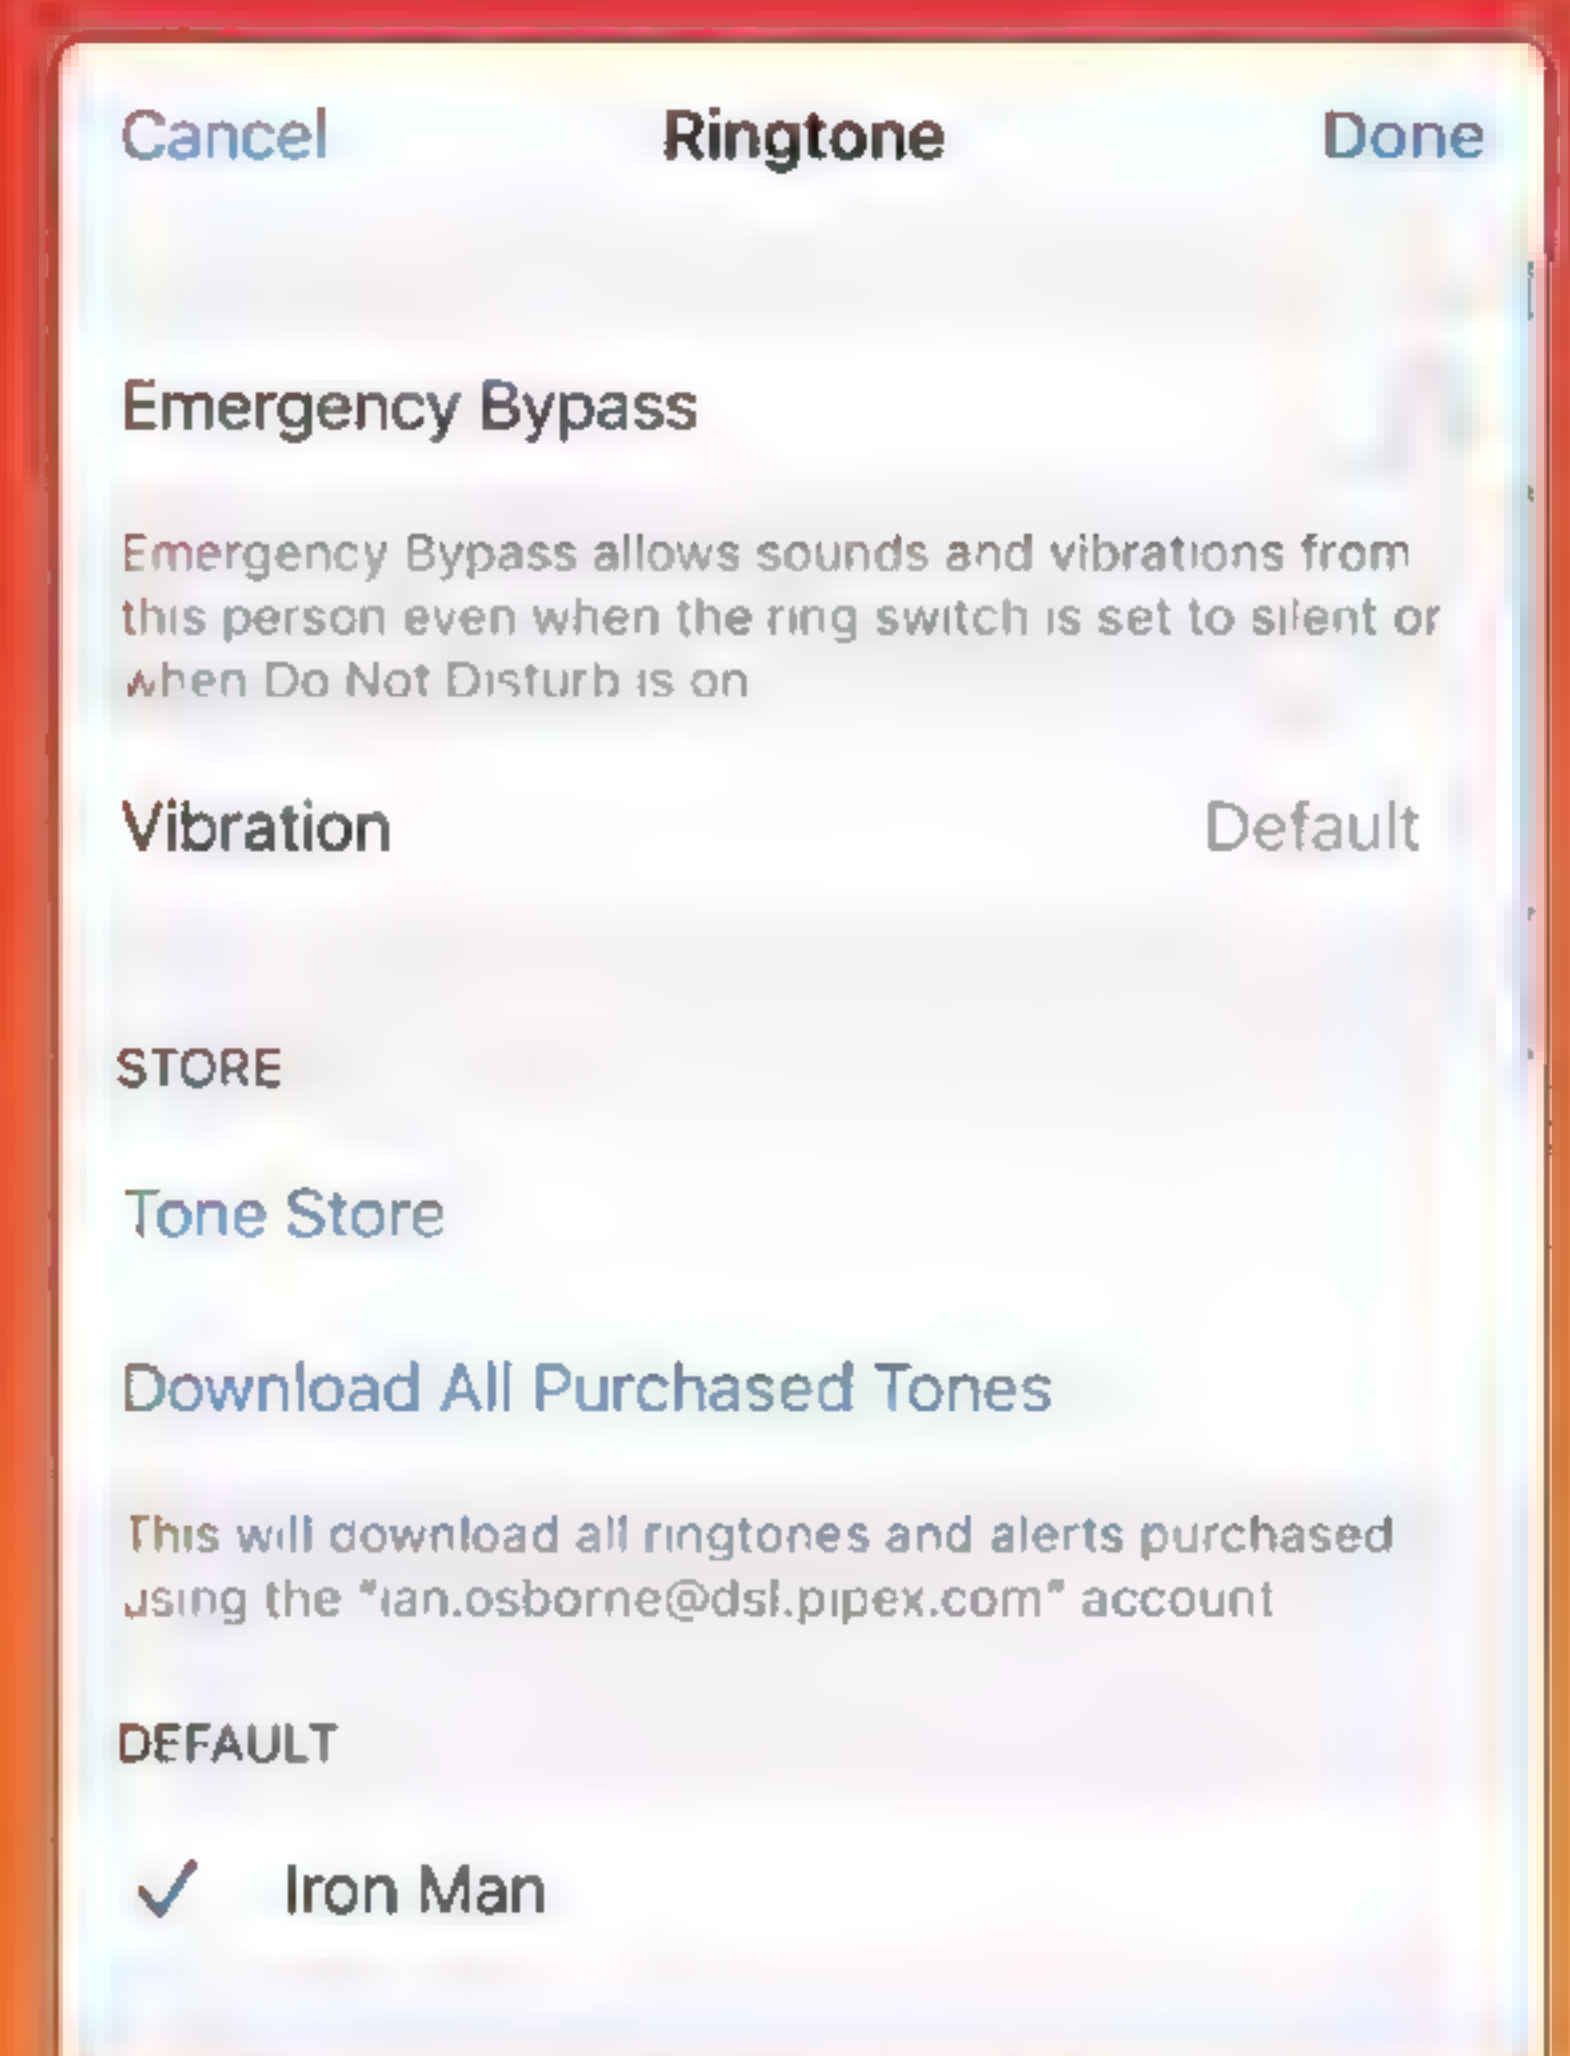 Cancel Ringtone Done
Emergency Bypass
Emergency Bypass allows sounds and vibrations from
this person even when the ring switch is set to silent or
when Do Not Disturb is on
Vibration Default
STORE
Tone Store
Download All Purchased Tones
This will download all ringtones and alerts purchased
using the “ian.osborne@dsl.pipex.com” account
DEFAULT
✓ Iron Man